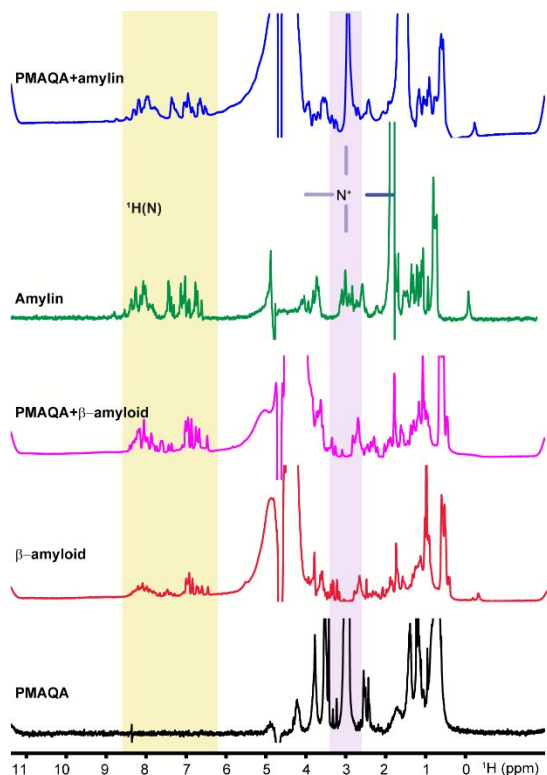 PMAQA+amylin
N⁺
¹H(N)
Amylin
PMAQA+β–amyloid
β–amyloid
PMAQA
11 10 9 8 7 6 5 4 3 2 1 0 ¹H (ppm)